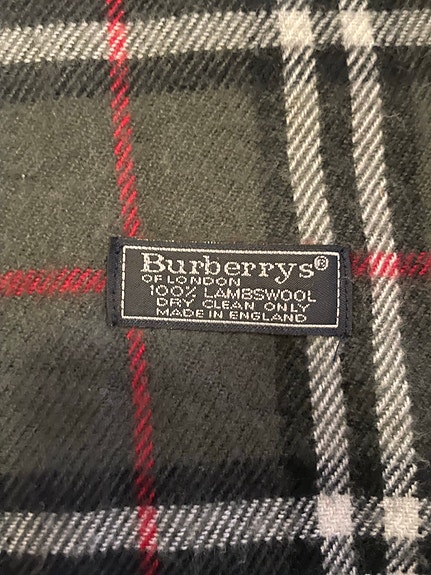 Burberrys®
OF LONDON
100% LAMBSWOOL
DRY CLEAN ONLY
MADE IN ENGLAND